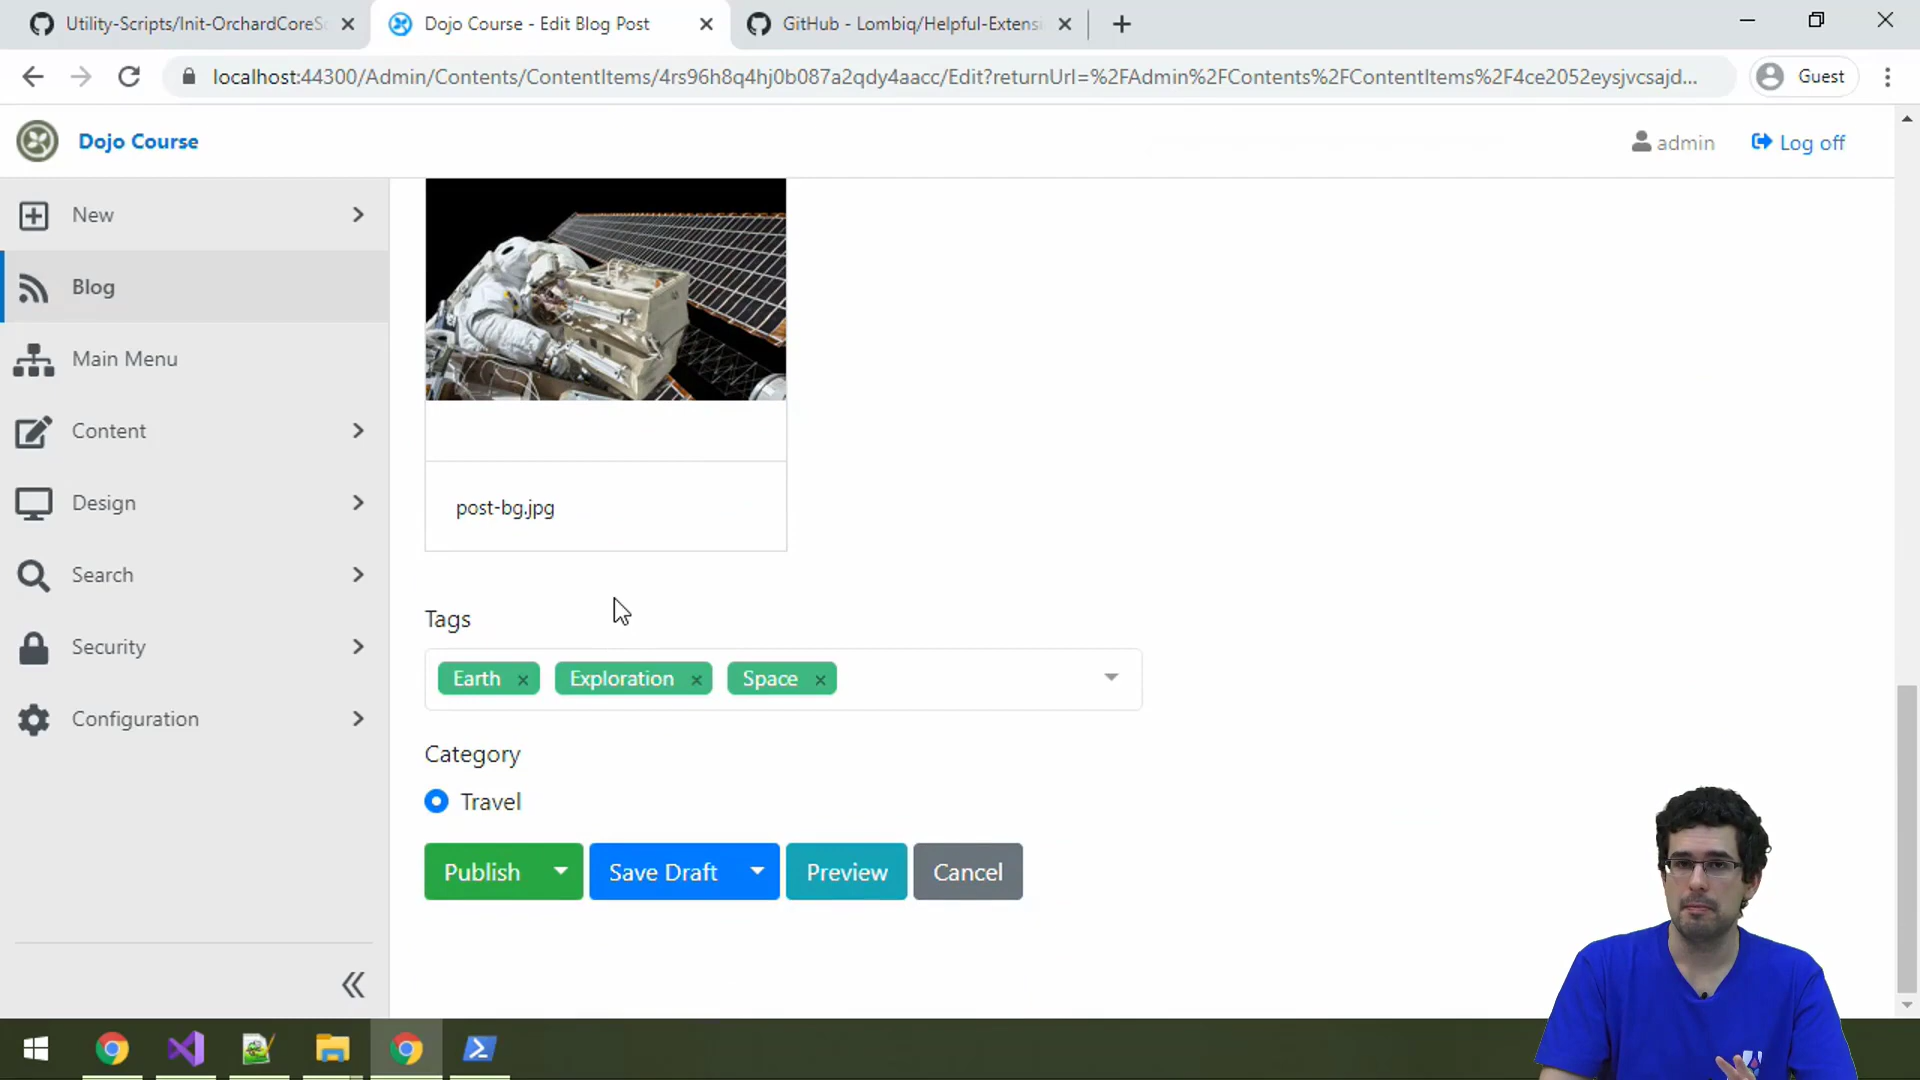 Utility-Scripts/Init-OrchardCoreSo
Dojo Course - Edit Blog Post
GitHub - Lombiq/Helpful-Extensi
localhost:44300/Admin/Contents/ContentItems/4rs96h8q4hj0b087a2qdy4aacc/Edit?returnUrl=%2FAdmin%2FContents%2FContentItems%2F4ce2052eysjvcsajd...
Guest
Dojo Course
admin
Log off
New
Blog
Main Menu
Content
Design
Search
Security
Configuration
post-bg.jpg
Tags
Earth × Exploration × Space ×
Category
Travel
Publish
Save Draft
Preview
Cancel